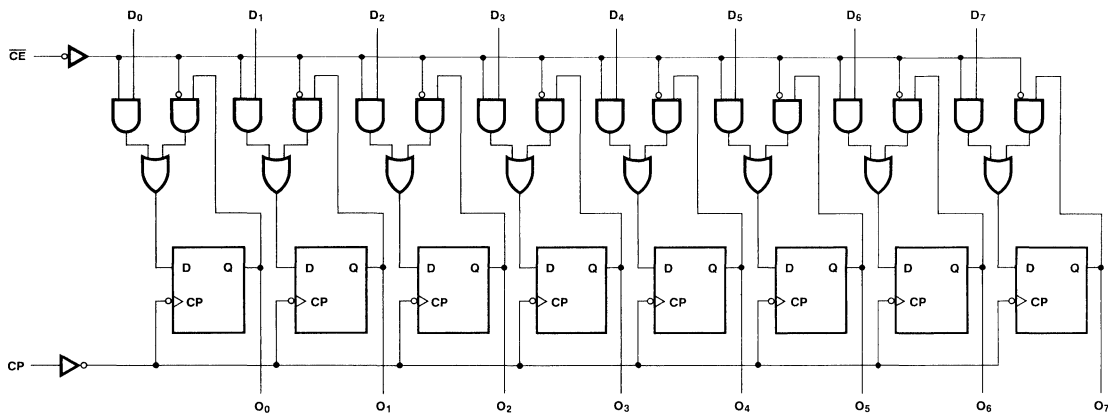 D0 D1 D2 D3 D4 D5 D6 D7
CE
D Q D Q D Q D Q D Q D Q D Q D Q
CP CP CP CP CP CP CP CP
CP
O0 O1 O2 O3 O4 O5 O6 O7